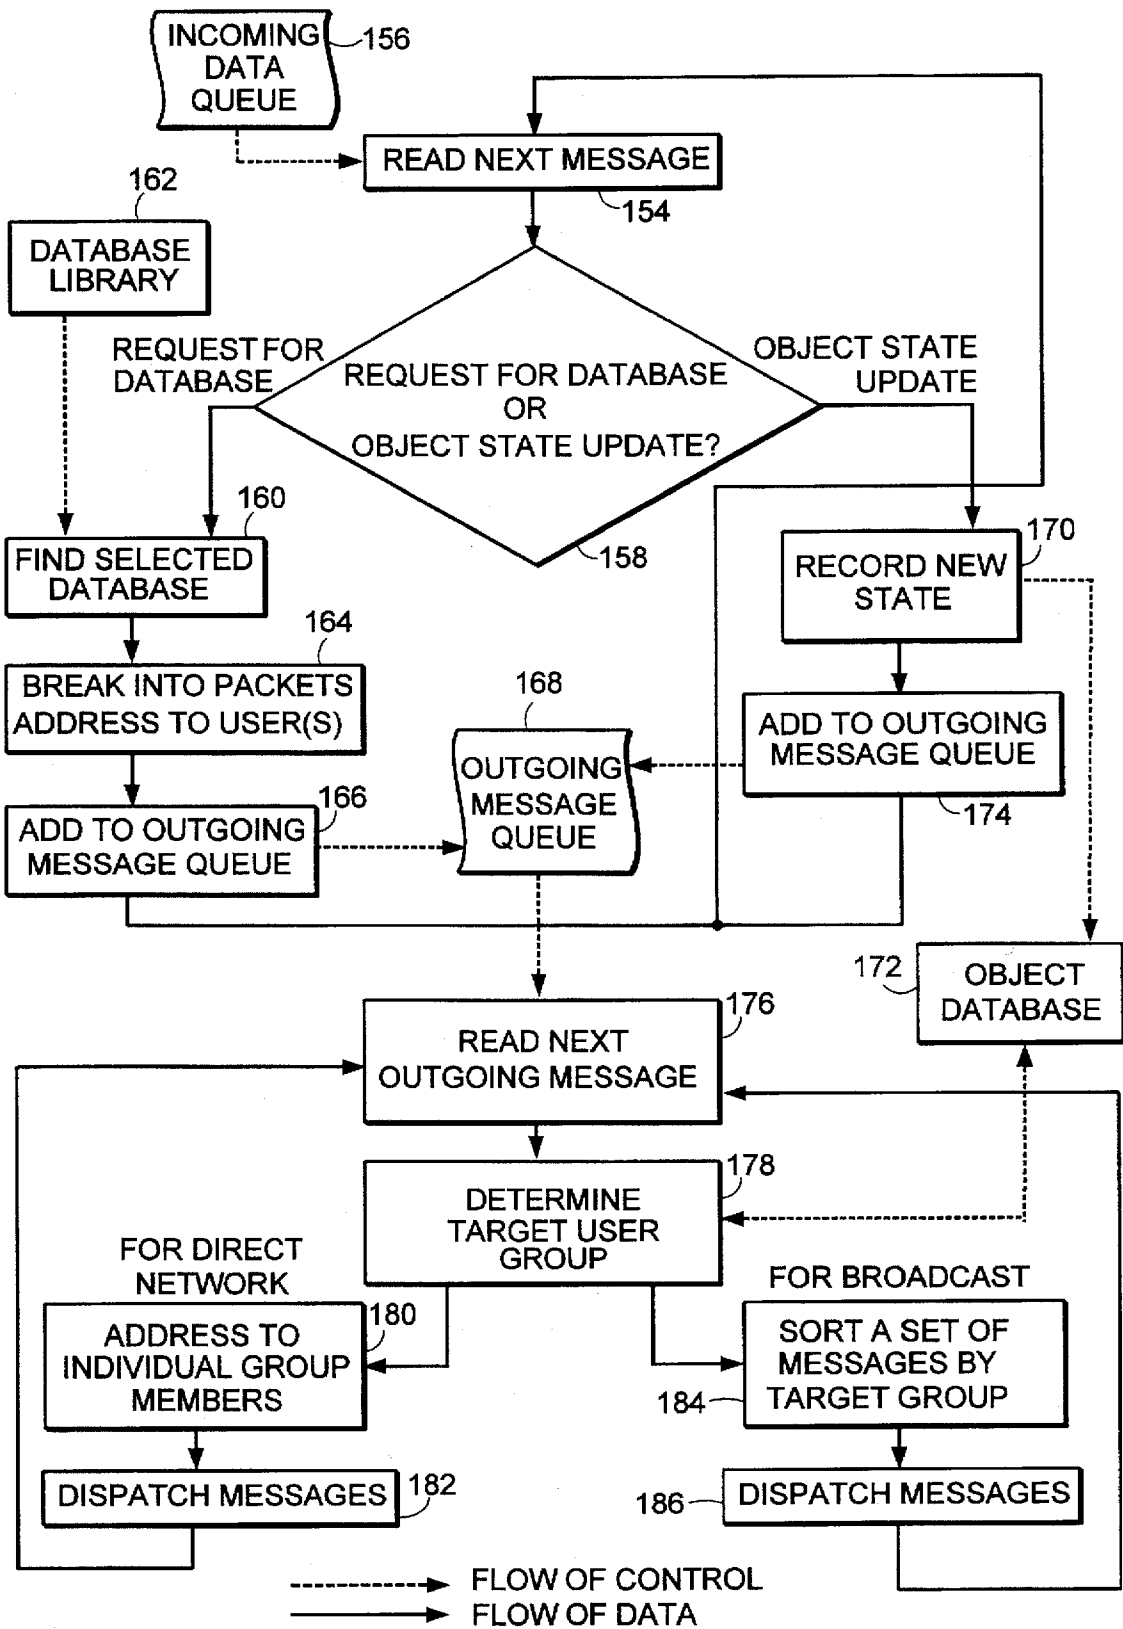 INCOMING
DATA
QUEUE
156
READ NEXT MESSAGE
154
162
DATABASE
LIBRARY
REQUEST FOR
DATABASE
REQUEST FOR DATABASE
OR
OBJECT STATE UPDATE?
158
OBJECT STATE
UPDATE
160
FIND SELECTED
DATABASE
164
BREAK INTO PACKETS
ADDRESS TO USER(S)
166
ADD TO OUTGOING
MESSAGE QUEUE
168
OUTGOING
MESSAGE
QUEUE
170
RECORD NEW
STATE
ADD TO OUTGOING
MESSAGE QUEUE
174
172
OBJECT
DATABASE
176
READ NEXT
OUTGOING MESSAGE
178
DETERMINE
TARGET USER
GROUP
FOR DIRECT
NETWORK
180
ADDRESS TO
INDIVIDUAL GROUP
MEMBERS
DISPATCH MESSAGES
182
FOR BROADCAST
SORT A SET OF
MESSAGES BY
TARGET GROUP
184
DISPATCH MESSAGES
186
FLOW OF CONTROL
FLOW OF DATA